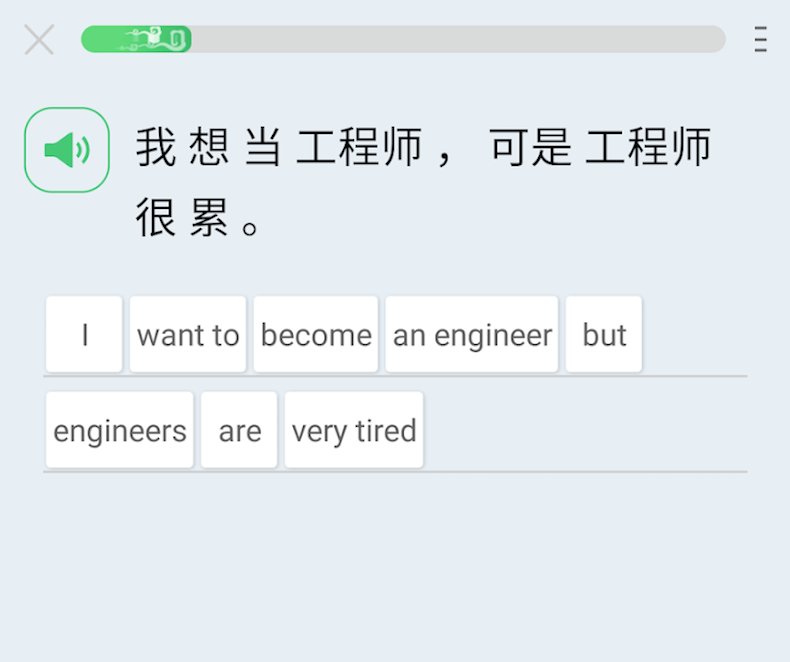 我 想 当 工程师 ， 可是 工程师
很 累 。
I want to become an engineer but
engineers are very tired